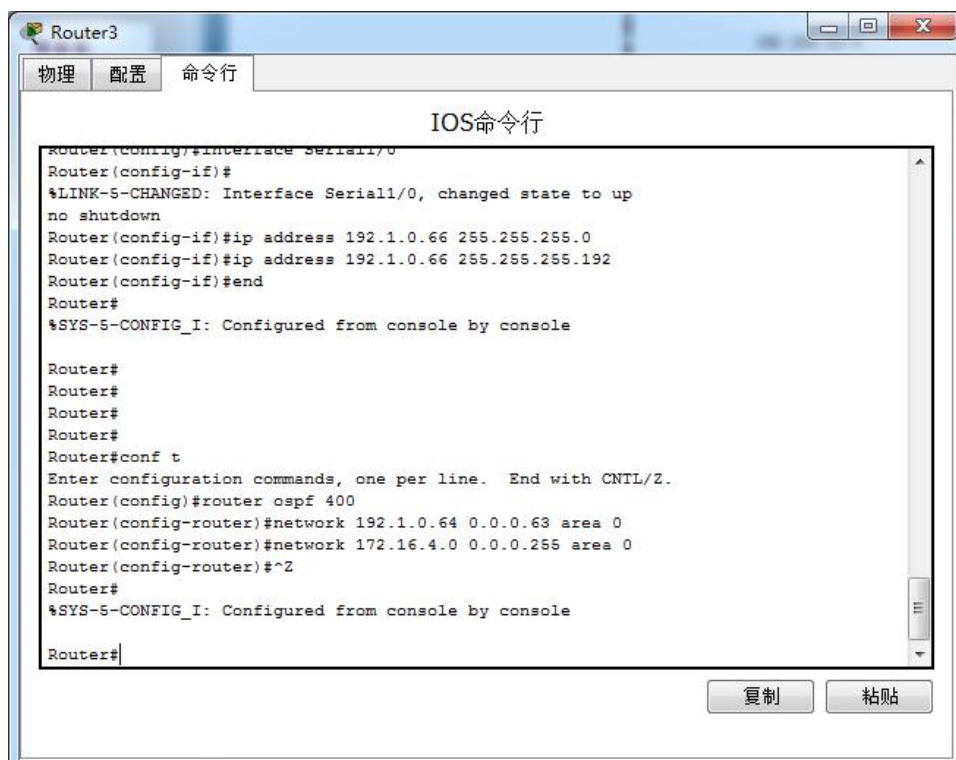 Router3
物理 配置 命令行
IOS命令行
Router(config)#interface Serial1/0
Router(config-if)#
%LINK-5-CHANGED: Interface Serial1/0, changed state to up
no shutdown
Router(config-if)#ip address 192.1.0.66 255.255.255.0
Router(config-if)#ip address 192.1.0.66 255.255.255.192
Router(config-if)#end
Router#
%SYS-5-CONFIG_I: Configured from console by console
Router#
Router#
Router#
Router#
Router#conf t
Enter configuration commands, one per line.  End with CNTL/Z.
Router(config)#router ospf 400
Router(config-router)#network 192.1.0.64 0.0.0.63 area 0
Router(config-router)#network 172.16.4.0 0.0.0.255 area 0
Router(config-router)#^Z
Router#
%SYS-5-CONFIG_I: Configured from console by console
Router#
复制 粘贴